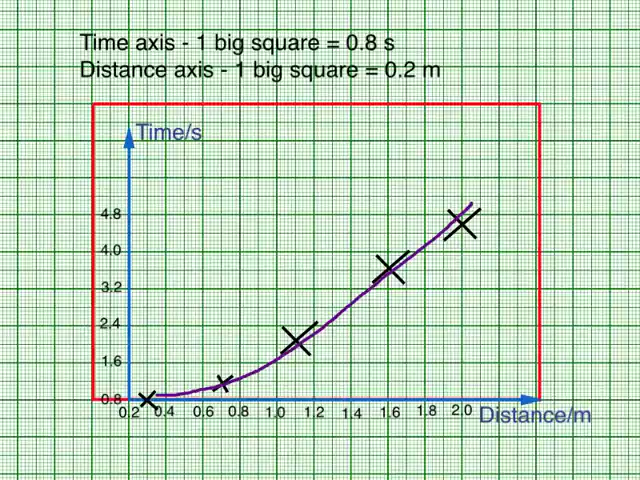 Time axis - 1 big square = 0.8 s
Distance axis - 1 big square = 0.2 m
Time/s
4.8
4.0
3.2
2.4
1.6
0.8
0.2 0.4 0.6 0.8 1.0 1.2 1.4 1.6 1.8 2.0
Distance/m